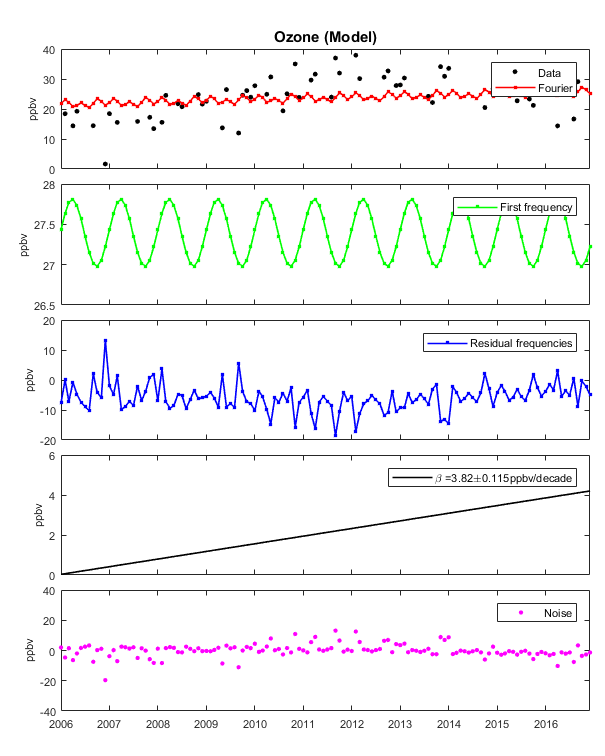 Ozone (Model)
40
30
20
10
0
ppbv
Data
Fourier
28
27.5
27
26.5
ppbv
First frequency
20
10
0
-10
-20
ppbv
Residual frequencies
6
4
2
0
ppbv
β =3.82±0.115ppbv/decade
40
20
0
-20
-40
ppbv
Noise
2006 2007 2008 2009 2010 2011 2012 2013 2014 2015 2016